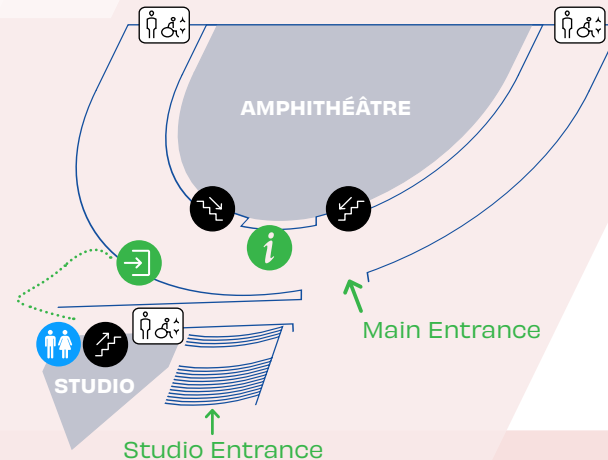 AMPHITHÉÂTRE
i
Main Entrance
STUDIO
Studio Entrance